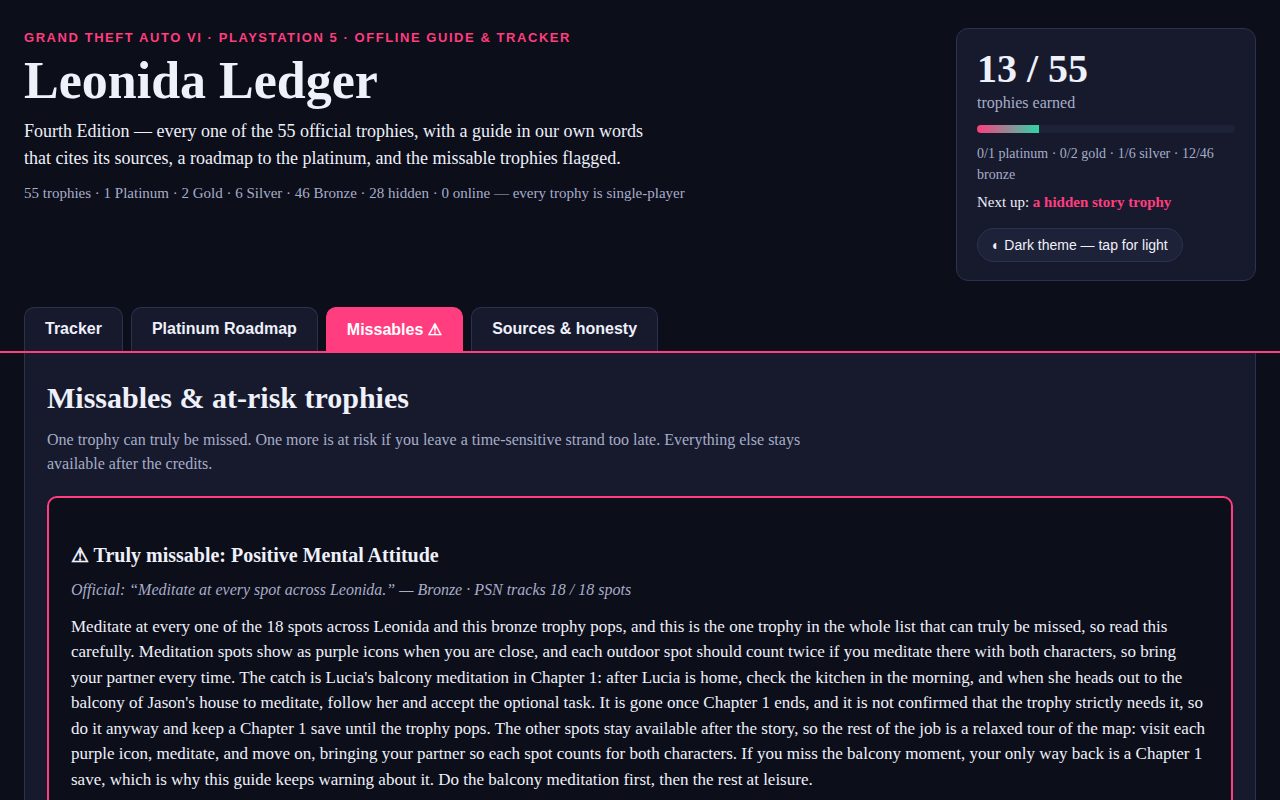 GRAND THEFT AUTO VI · PLAYSTATION 5 · OFFLINE GUIDE & TRACKER
Leonida Ledger
Fourth Edition — every one of the 55 official trophies, with a guide in our own words
that cites its sources, a roadmap to the platinum, and the missable trophies flagged.
55 trophies · 1 Platinum · 2 Gold · 6 Silver · 46 Bronze · 28 hidden · 0 online — every trophy is single-player
13 / 55
trophies earned
0/1 platinum · 0/2 gold · 1/6 silver · 12/46
bronze
Next up: a hidden story trophy
Dark theme — tap for light
Tracker
Platinum Roadmap
Missables ⚠
Sources & honesty
Missables & at-risk trophies
One trophy can truly be missed. One more is at risk if you leave a time-sensitive strand too late. Everything else stays
available after the credits.
⚠ Truly missable: Positive Mental Attitude
Official: “Meditate at every spot across Leonida.” — Bronze · PSN tracks 18 / 18 spots
Meditate at every one of the 18 spots across Leonida and this bronze trophy pops, and this is the one trophy in the whole list that can truly be missed, so read this
carefully. Meditation spots show as purple icons when you are close, and each outdoor spot should count twice if you meditate there with both characters, so bring
your partner every time. The catch is Lucia's balcony meditation in Chapter 1: after Lucia is home, check the kitchen in the morning, and when she heads out to the
balcony of Jason's house to meditate, follow her and accept the optional task. It is gone once Chapter 1 ends, and it is not confirmed that the trophy strictly needs it, so
do it anyway and keep a Chapter 1 save until the trophy pops. The other spots stay available after the story, so the rest of the job is a relaxed tour of the map: visit each
purple icon, meditate, and move on, bringing your partner so each spot counts for both characters. If you miss the balcony moment, your only way back is a Chapter 1
save, which is why this guide keeps warning about it. Do the balcony meditation first, then the rest at leisure.